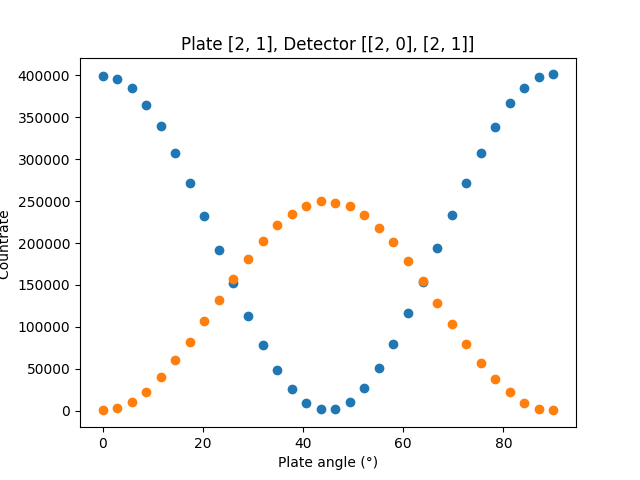 Plate [2, 1], Detector [[2, 0], [2, 1]]
400000
350000
300000
250000
200000
150000
100000
50000
0
Countrate
0 20 40 60 80
Plate angle (°)